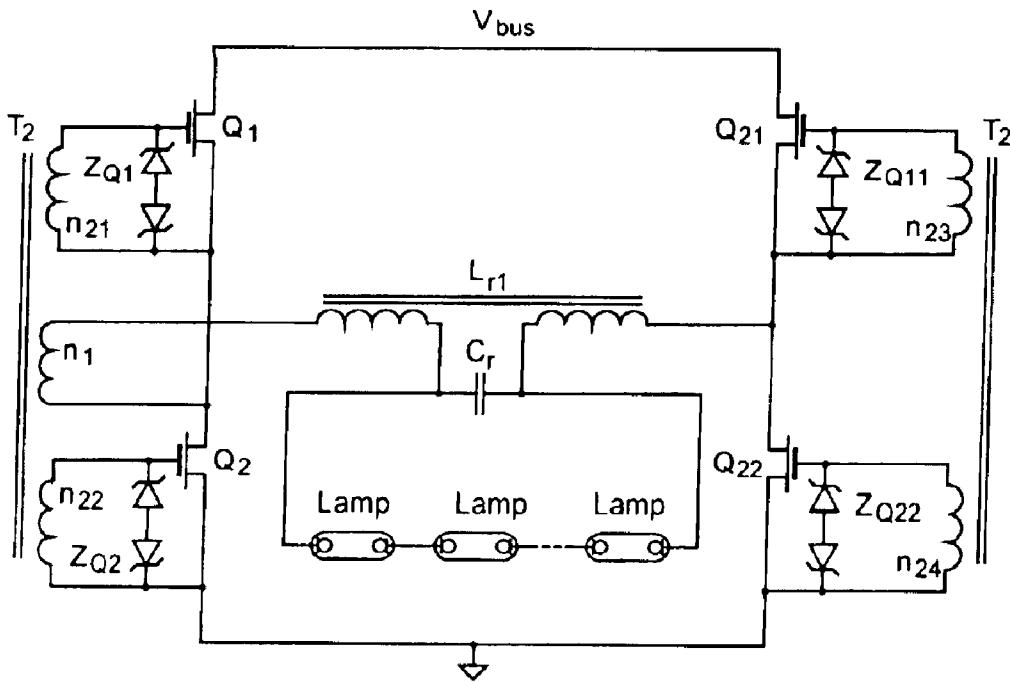 V_bus
T_2
Q_1
Z_Q1
n_21
Q_21
T_2
Z_Q11
n_23
L_r1
n_1
C_r
Q_2
n_22
Z_Q2
Q_22
Z_Q22
n_24
Lamp Lamp Lamp